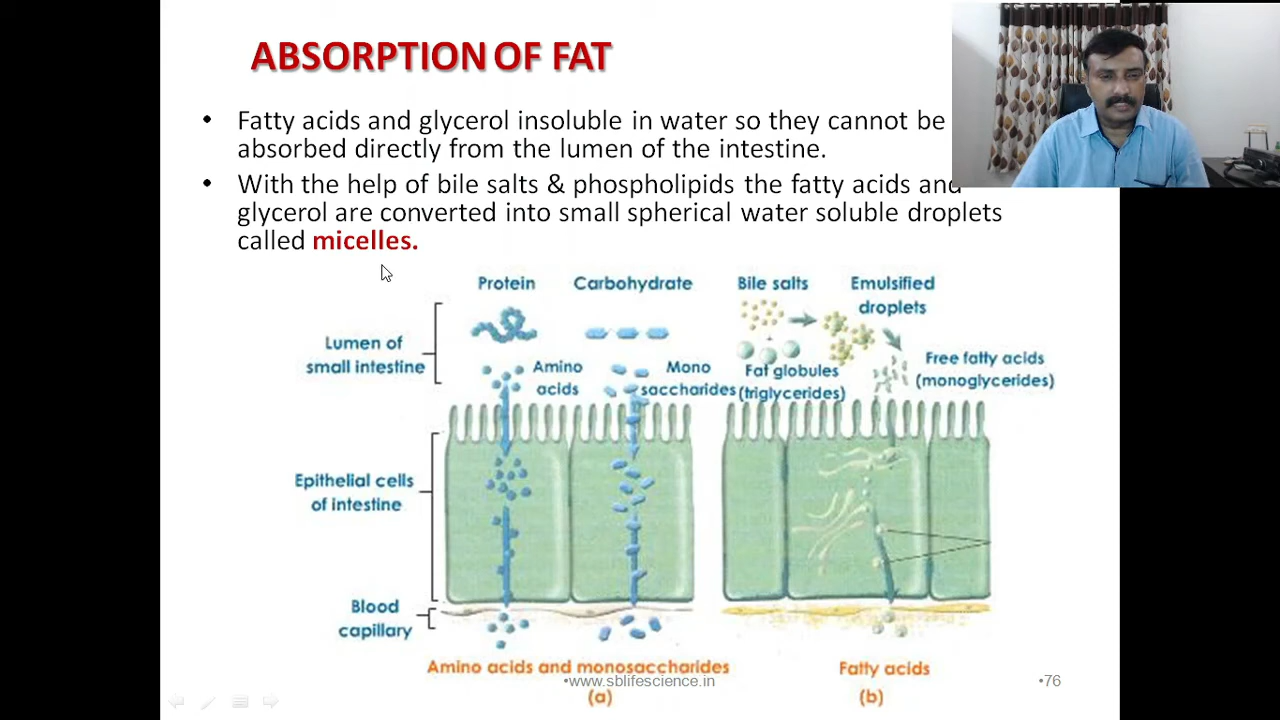 ABSORPTION OF FAT
• Fatty acids and glycerol insoluble in water so they cannot be
absorbed directly from the lumen of the intestine.
• With the help of bile salts & phospholipids the fatty acids and
glycerol are converted into small spherical water soluble droplets
called micelles.
Protein
Carbohydrate
Bile salts
Emulsified
droplets
Lumen of
small intestine
Amino
acids
Mono
saccharides
Fat globules
(triglycerides)
Free fatty acids
(monoglycerides)
Epithelial cells
of intestine
Blood
capillary
Amino acids and monosaccharides
(a)
Fatty acids
(b)
•www.sblifescience.in
•76